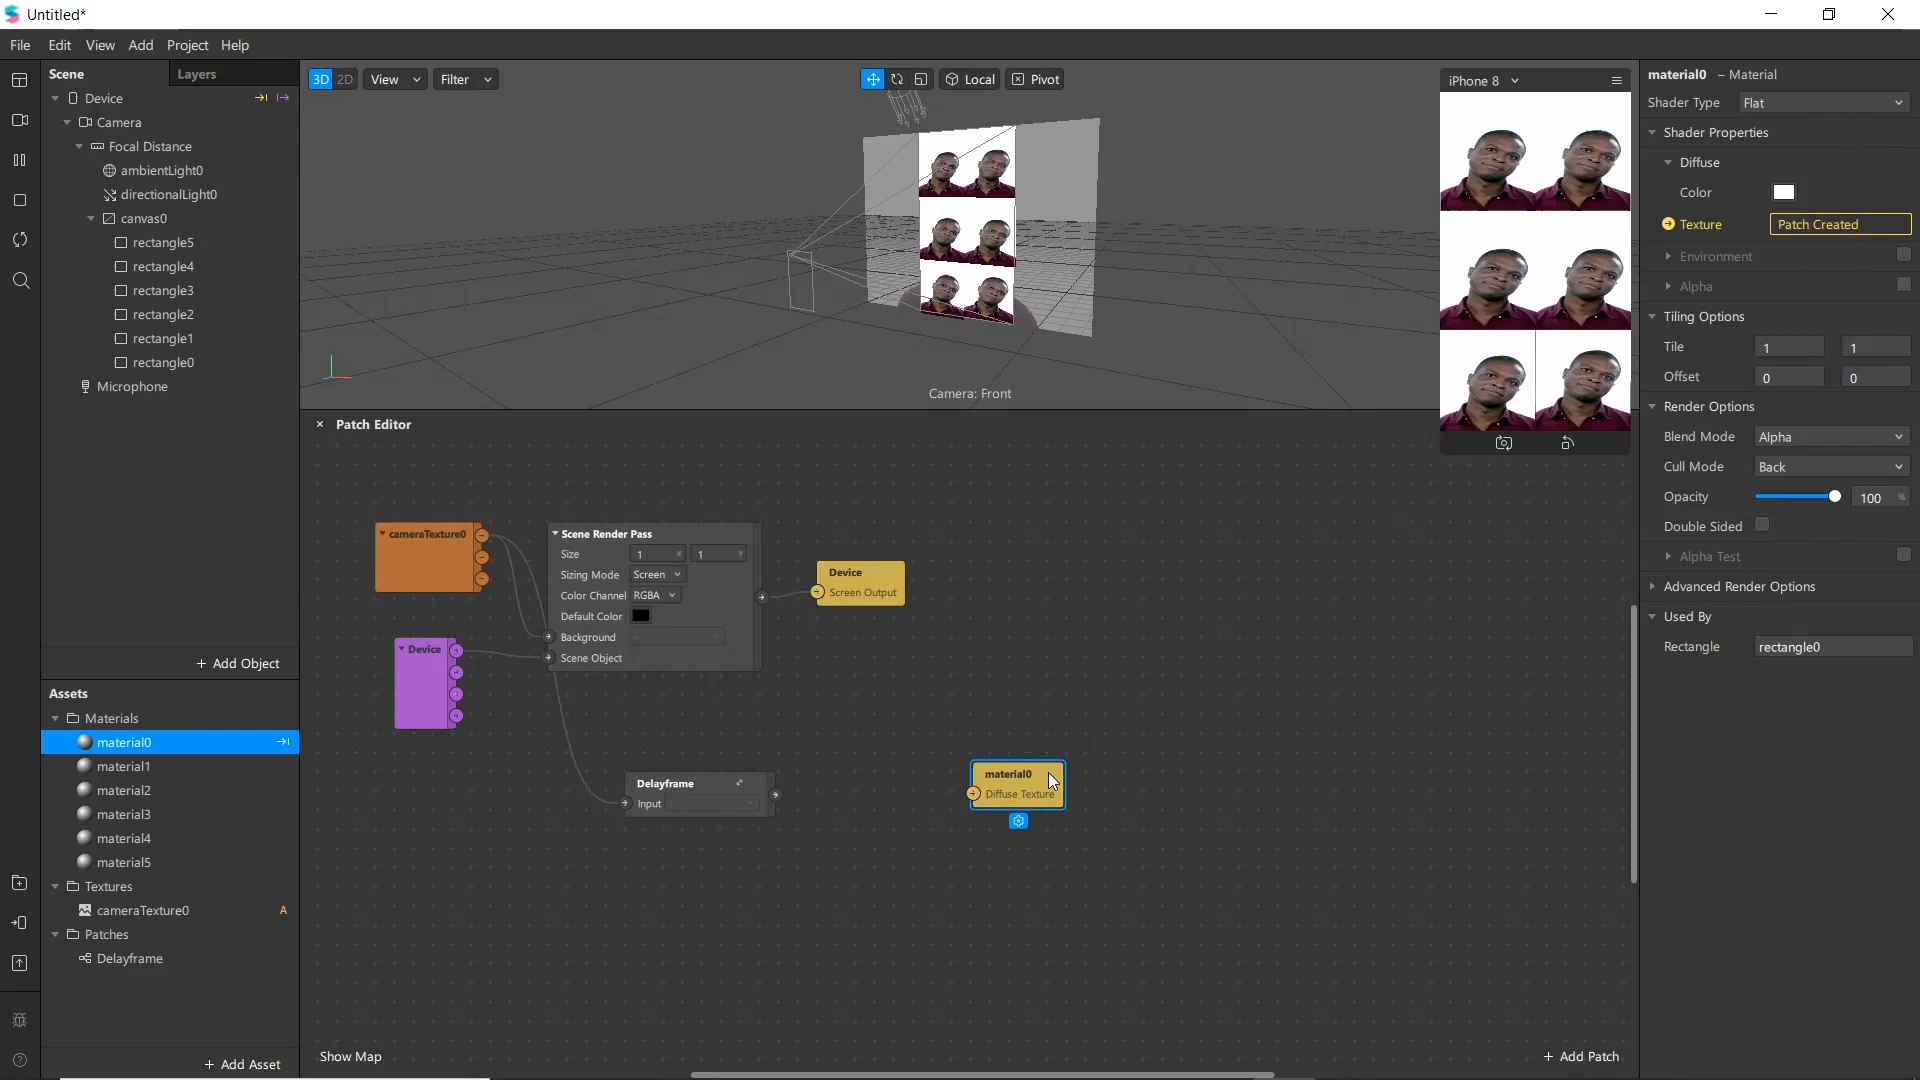 Untitled*
File Edit View Add Project Help
Scene Layers
Device
Camera
Focal Distance
ambientLight0
directionalLight0
canvas0
rectangle5
rectangle4
rectangle3
rectangle2
rectangle1
rectangle0
Microphone
+ Add Object
Assets
Materials
material0
material1
material2
material3
material4
material5
Textures
cameraTexture0 A
Patches
Delayframe
+ Add Asset
3D 2D View Filter
Local Pivot
Camera: Front
iPhone 8
× Patch Editor
cameraTexture0
Device
Scene Render Pass
Size 1 X 1 Y
Sizing Mode Screen
Color Channel RGBA
Default Color
Background
Scene Object
Device
Screen Output
Delayframe
Input
material0
Diffuse Texture
Show Map
+ Add Patch
material0 – Material
Shader Type Flat
Shader Properties
Diffuse
Color
Texture Patch Created
Environment
Alpha
Tiling Options
Tile 1 1
Offset 0 0
Render Options
Blend Mode Alpha
Cull Mode Back
Opacity 100 %
Double Sided
Alpha Test
Advanced Render Options
Used By
Rectangle rectangle0